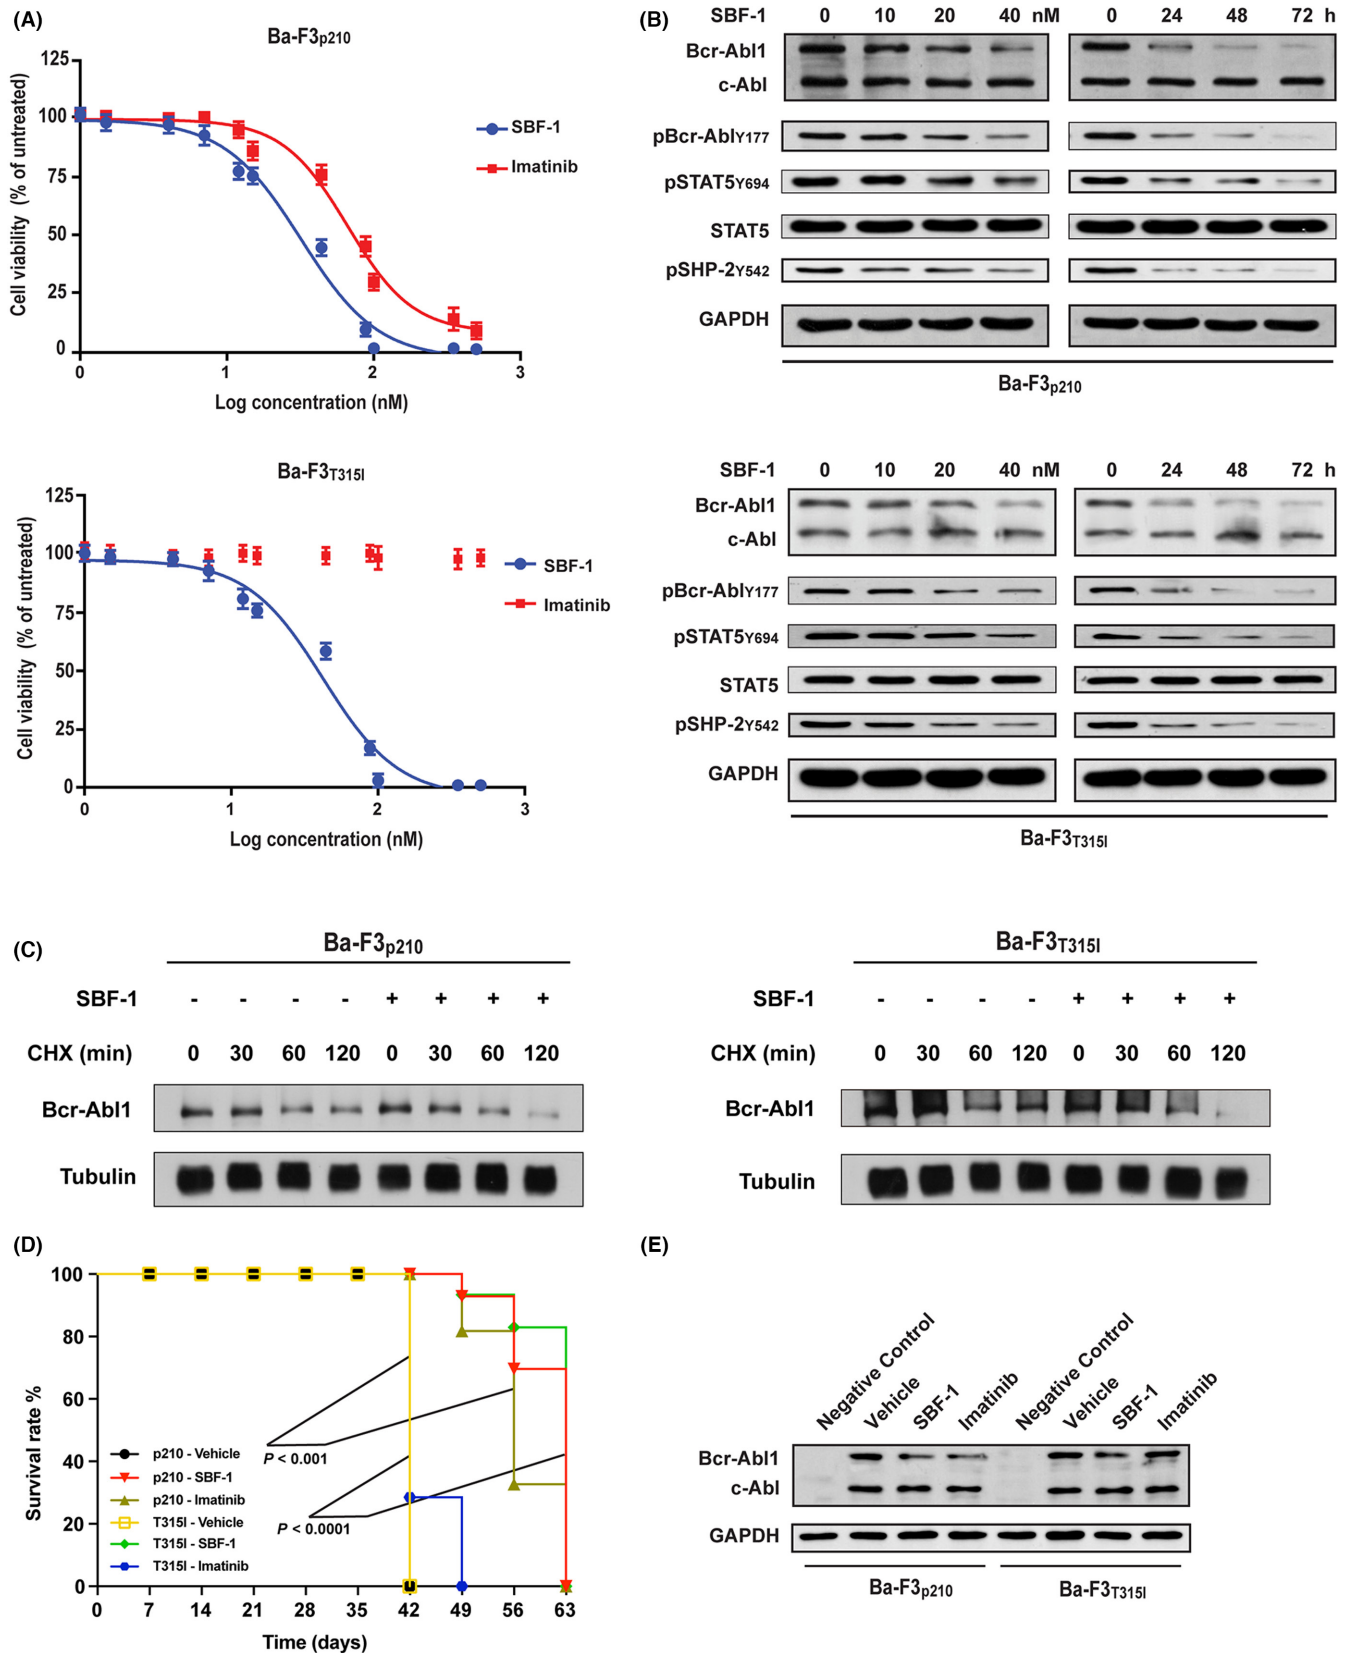 (A)
Ba-F3p210
125
100
75
50
25
0
Cell viability (% of untreated)
SBF-1
Imatinib
0 1 2 3
Log concentration (nM)
Ba-F3T315I
125
100
75
50
25
0
Cell viability (% of untreated)
SBF-1
Imatinib
0 1 2 3
Log concentration (nM)
(B)
SBF-1 0 10 20 40 nM 0 24 48 72 h
Bcr-Abl1
c-Abl
pBcr-AblY177
pSTAT5Y694
STAT5
pSHP-2Y542
GAPDH
Ba-F3p210
SBF-1 0 10 20 40 nM 0 24 48 72 h
Bcr-Abl1
c-Abl
pBcr-AblY177
pSTAT5Y694
STAT5
pSHP-2Y542
GAPDH
Ba-F3T315I
(C)
Ba-F3p210
SBF-1 - - - - + + + +
CHX (min) 0 30 60 120 0 30 60 120
Bcr-Abl1
Tubulin
Ba-F3T315I
SBF-1 - - - - + + + +
CHX (min) 0 30 60 120 0 30 60 120
Bcr-Abl1
Tubulin
(D)
100
80
60
40
20
0
Survival rate %
P < 0.001
P < 0.0001
p210 - Vehicle
p210 - SBF-1
p210 - Imatinib
T315I - Vehicle
T315I - SBF-1
T315I - Imatinib
0 7 14 21 28 35 42 49 56 63
Time (days)
(E)
Negative Control
Vehicle
SBF-1
Imatinib
Negative Control
Vehicle
SBF-1
Imatinib
Bcr-Abl1
c-Abl
GAPDH
Ba-F3p210
Ba-F3T315I